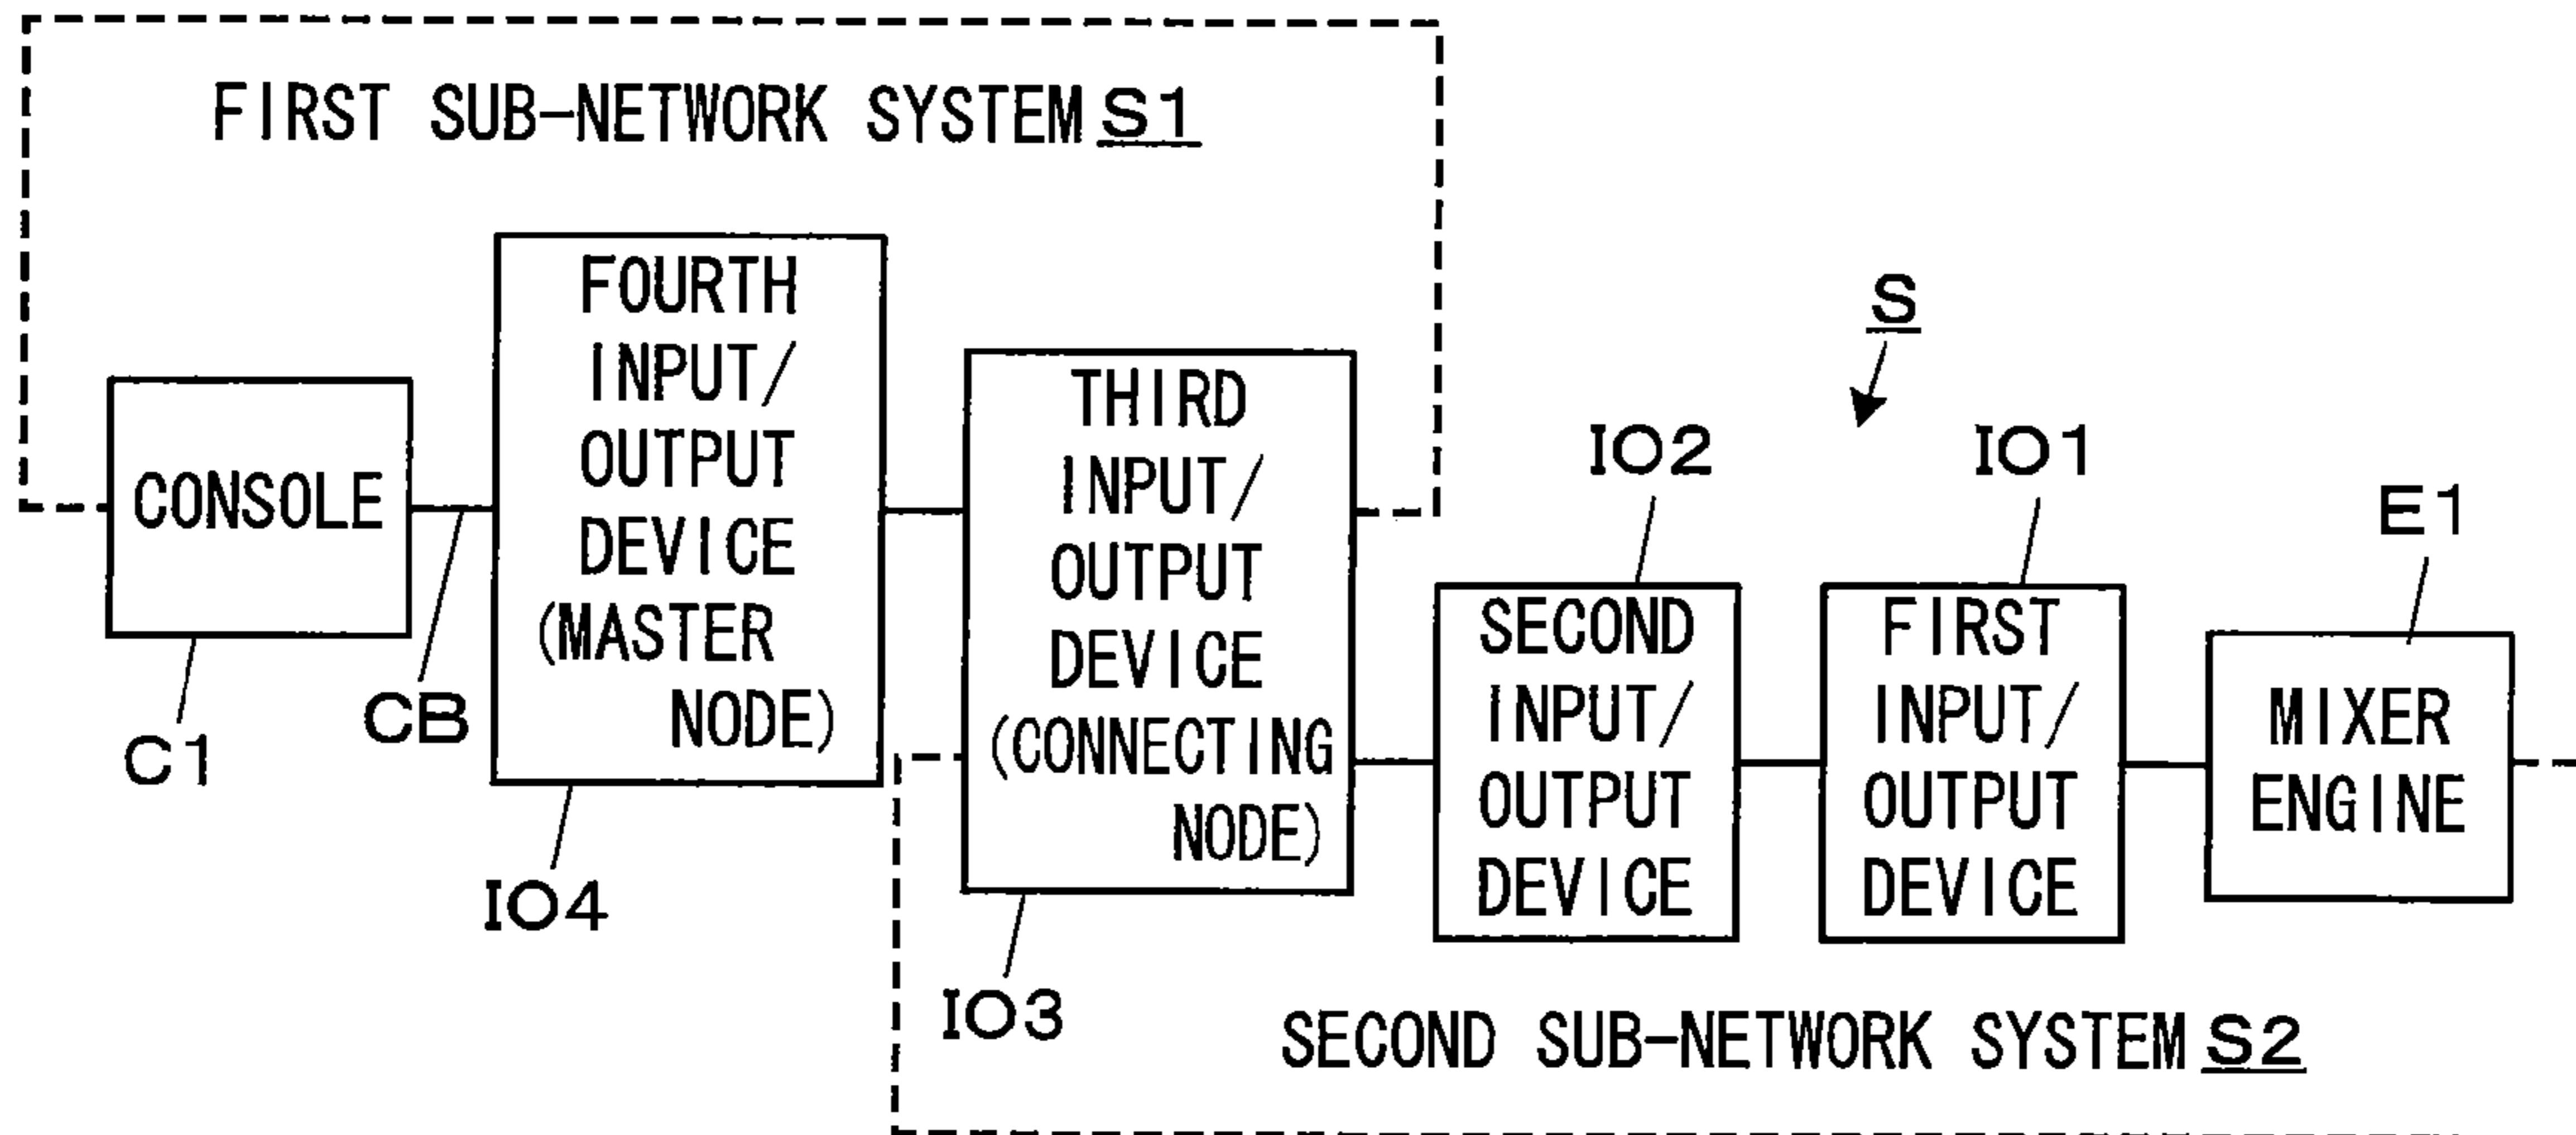 FIRST SUB-NETWORK SYSTEM S1
CONSOLE
C1
CB
FOURTH
INPUT/
OUTPUT
DEVICE
(MASTER
NODE)
IO4
THIRD
INPUT/
OUTPUT
DEVICE
(CONNECTING
NODE)
IO3
S
IO2
SECOND
INPUT/
OUTPUT
DEVICE
IO1
FIRST
INPUT/
OUTPUT
DEVICE
E1
MIXER
ENGINE
SECOND SUB-NETWORK SYSTEM S2